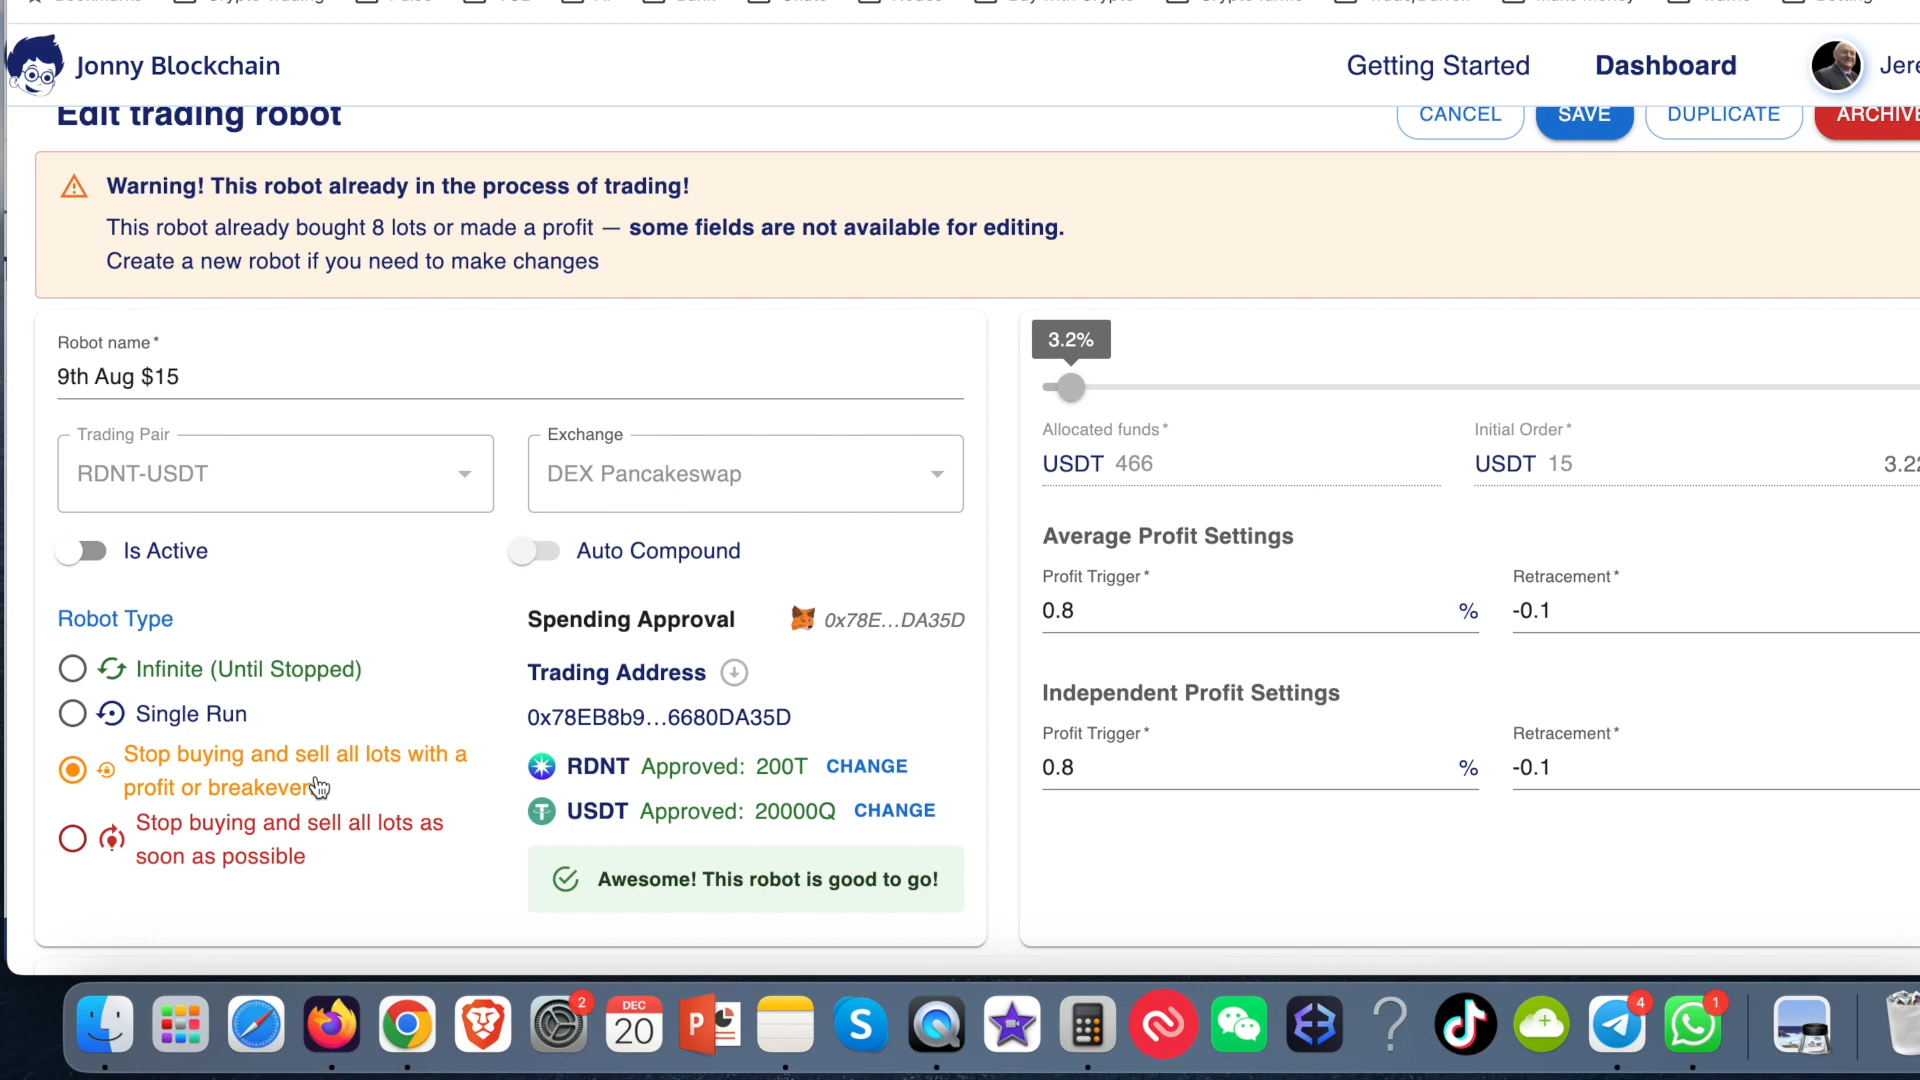 Jonny Blockchain
Getting Started
Dashboard
Jere
Edit trading robot
CANCEL
SAVE
DUPLICATE
ARCHIVE
Warning! This robot already in the process of trading!
This robot already bought 8 lots or made a profit — some fields are not available for editing.
Create a new robot if you need to make changes
Robot name*
9th Aug $15
Trading Pair
RDNT-USDT
Exchange
DEX Pancakeswap
Is Active
Auto Compound
Robot Type
Infinite (Until Stopped)
Single Run
Stop buying and sell all lots with a
profit or breakeven
Stop buying and sell all lots as
soon as possible
Spending Approval
0x78E...DA35D
Trading Address
0x78EB8b9...6680DA35D
RDNT Approved: 200T CHANGE
USDT Approved: 20000Q CHANGE
Awesome! This robot is good to go!
3.2%
Allocated funds*
USDT 466
Initial Order*
USDT 15
3.22
Average Profit Settings
Profit Trigger*
0.8 %
Retracement*
-0.1
Independent Profit Settings
Profit Trigger*
0.8 %
Retracement*
-0.1
2
DEC
20
4
1